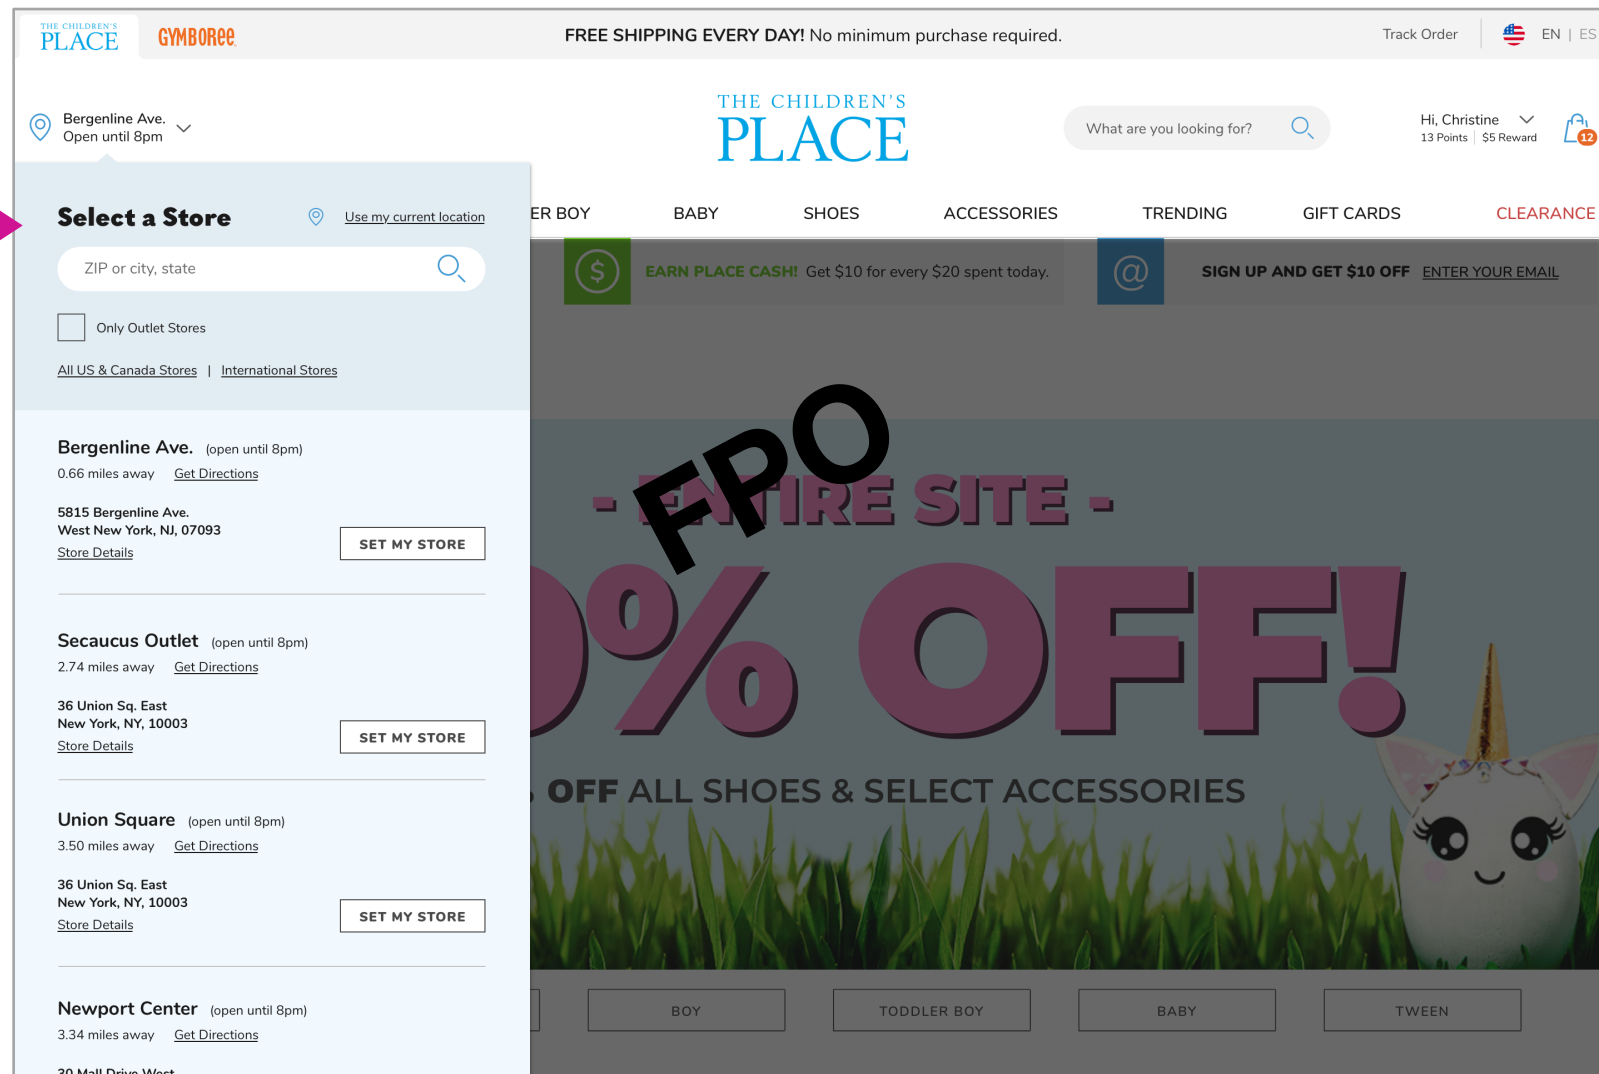 THE CHILDREN'S
PLACE
GYMBOREE
FREE SHIPPING EVERY DAY! No minimum purchase required.
Track Order
EN | ES
Bergenline Ave.
Open until 8pm
THE CHILDREN'S
PLACE
What are you looking for?
Hi, Christine
13 Points | $5 Reward
12
Select a Store
Use my current location
ER BOY
BABY
SHOES
ACCESSORIES
TRENDING
GIFT CARDS
CLEARANCE
ZIP or city, state
Only Outlet Stores
All US & Canada Stores | International Stores
$
EARN PLACE CASH! Get $10 for every $20 spent today.
@
SIGN UP AND GET $10 OFF ENTER YOUR EMAIL
Bergenline Ave. (open until 8pm)
0.66 miles away Get Directions
5815 Bergenline Ave.
West New York, NJ, 07093
Store Details
SET MY STORE
Secaucus Outlet (open until 8pm)
2.74 miles away Get Directions
36 Union Sq. East
New York, NY, 10003
Store Details
SET MY STORE
Union Square (open until 8pm)
3.50 miles away Get Directions
36 Union Sq. East
New York, NY, 10003
Store Details
SET MY STORE
Newport Center (open until 8pm)
3.34 miles away Get Directions
30 Mall Drive West
FPO
- ENTIRE SITE -
0% OFF!
% OFF ALL SHOES & SELECT ACCESSORIES
BOY
TODDLER BOY
BABY
TWEEN